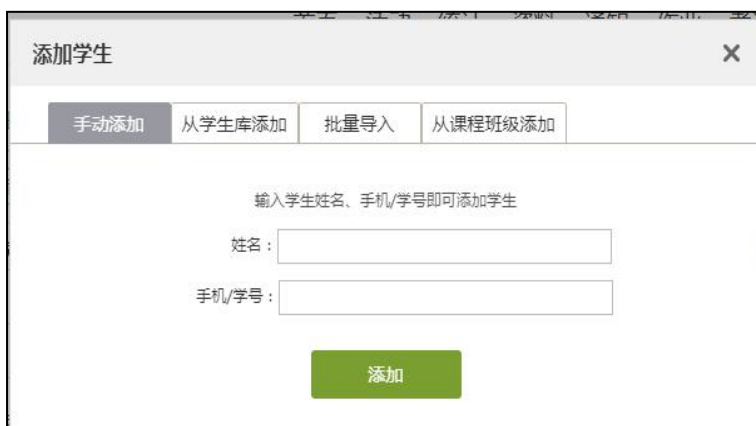 添加学生
手动添加 从学生库添加 批量导入 从课程班级添加
输入学生姓名、手机/学号即可添加学生
姓名：
手机/学号：
添加